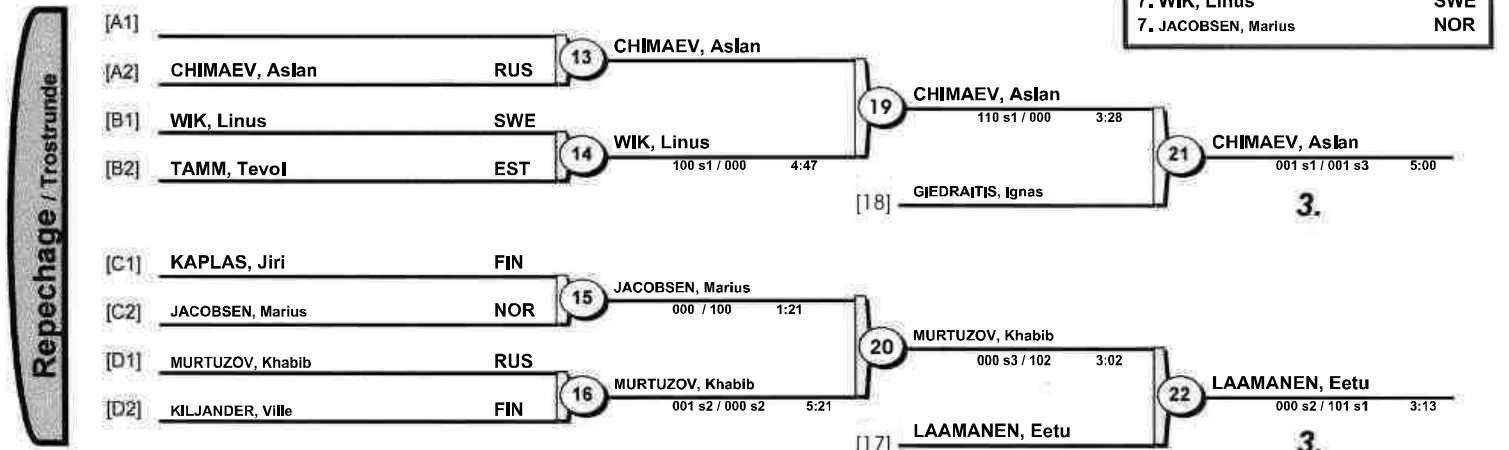 7. WIK, Linus SWE
7. JACOBSEN, Marius NOR
Repechage / Trostrunde
[A1]
[A2] CHIMAEV, Aslan RUS
13 CHIMAEV, Aslan
[B1] WIK, Linus SWE
[B2] TAMM, Tevol EST
14 WIK, Linus
100 s1 / 000 4:47
19 CHIMAEV, Aslan
110 s1 / 000 3:28
[18] GIEDRAITIS, Ignas
21 CHIMAEV, Aslan
001 s1 / 001 s3 5:00
3.
[C1] KAPLAS, Jiri FIN
[C2] JACOBSEN, Marius NOR
15 JACOBSEN, Marius
000 / 100 1:21
[D1] MURTUZOV, Khabib RUS
[D2] KILJANDER, Ville FIN
16 MURTUZOV, Khabib
001 s2 / 000 s2 5:21
20 MURTUZOV, Khabib
000 s3 / 102 3:02
[17] LAAMANEN, Eetu
22 LAAMANEN, Eetu
000 s2 / 101 s1 3:13
3.